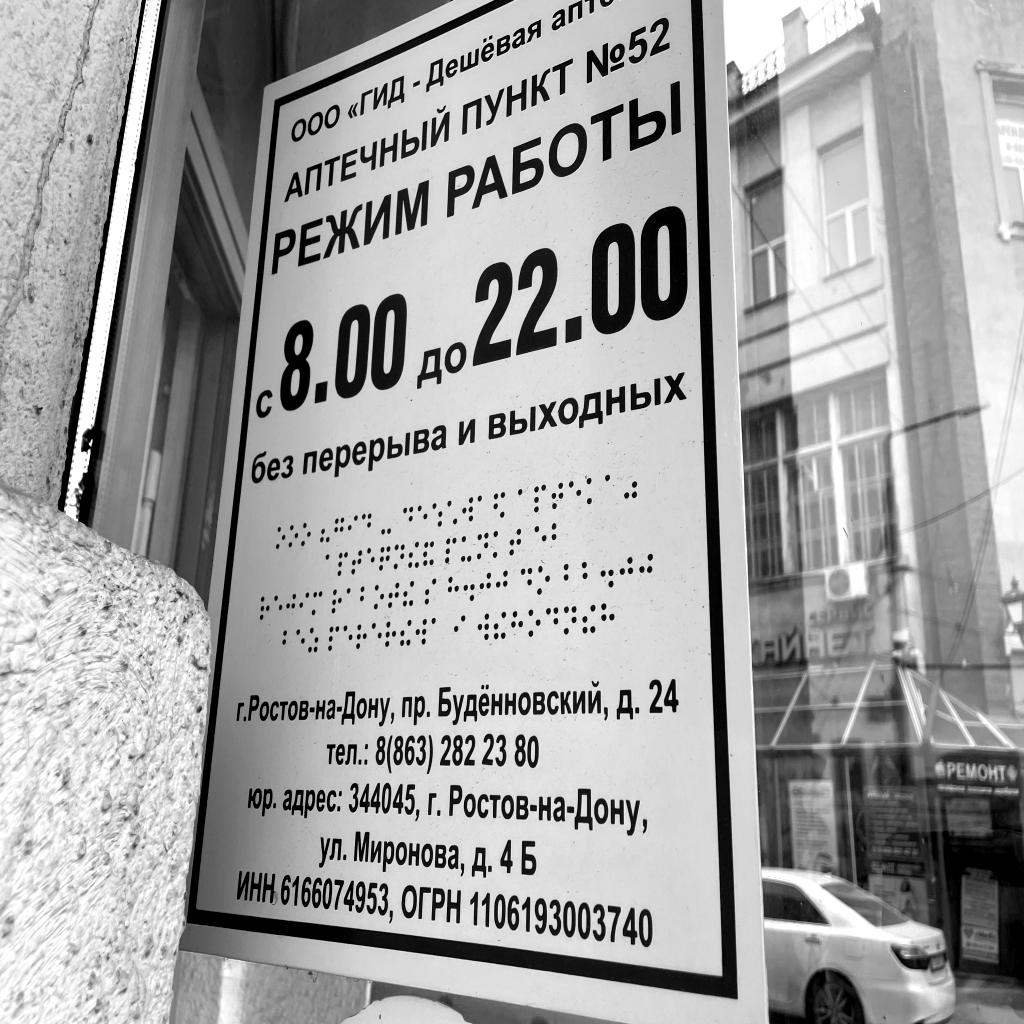 ООО «ГИД - Дешёвая апте
АПТЕЧНЫЙ ПУНКТ №52
РЕЖИМ РАБОТЫ
с 8.00 до 22.00
без перерыва и выходных
г.Ростов-на-Дону, пр. Будённовский, д. 24
тел.: 8(863) 282 23 80
юр. адрес: 344045, г. Ростов-на-Дону,
ул. Миронова, д. 4 Б
ИНН 6166074953, ОГРН 1106193003740
РЕМОНТ